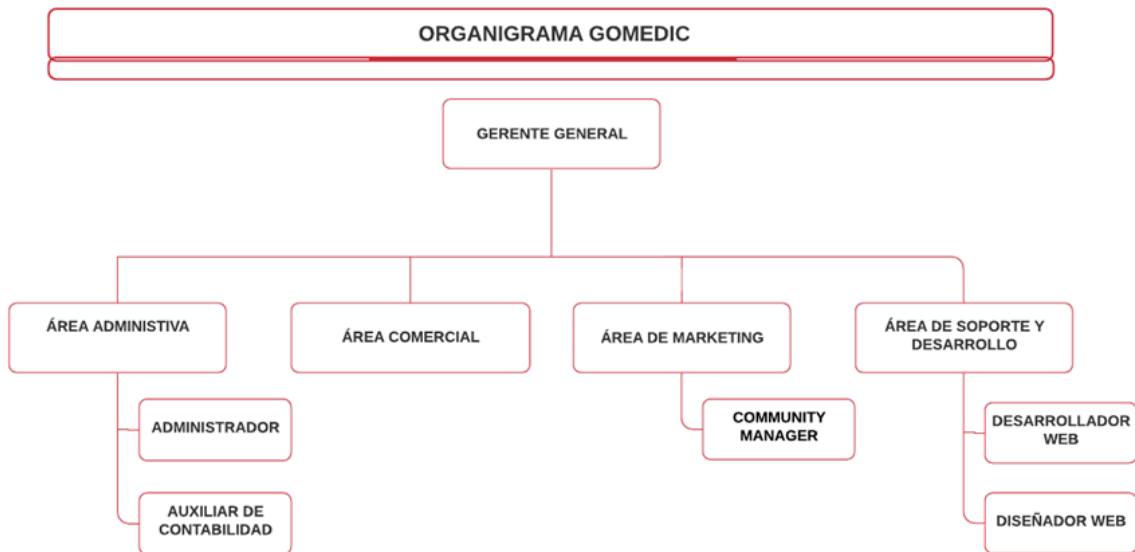 ORGANIGRAMA GOMEDIC
GERENTE GENERAL
ÁREA ADMINISTIVA
ÁREA COMERCIAL
ÁREA DE MARKETING
ÁREA DE SOPORTE Y
DESARROLLO
ADMINISTRADOR
COMMUNITY
MANAGER
DESARROLLADOR
WEB
AUXILIAR DE
CONTABILIDAD
DISEÑADOR WEB